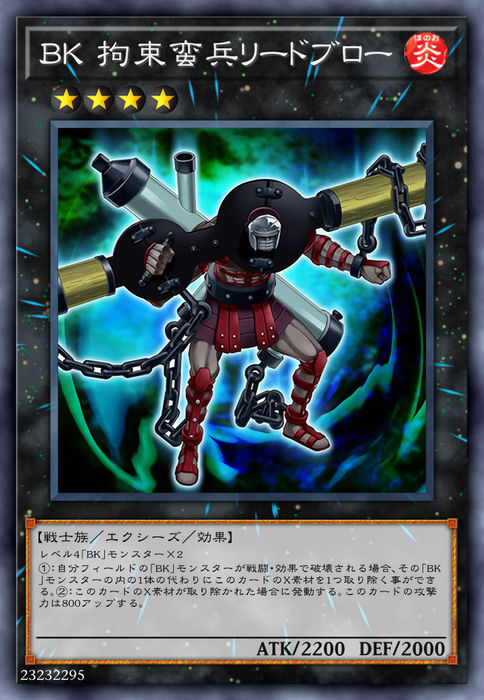 BK 拘束蛮兵リードブロー
ほのお
炎
【戦士族／エクシーズ／効果】
レベル4「BK」モンスター×2
①:自分フィールドの「BK」モンスターが戦闘・効果で破壊される場合、その「BK
」モンスターの内の1体の代わりにこのカードのX素材を1つ取り除く事ができ
る。②:このカードのX素材が取り除かれた場合に発動する。このカードの攻撃
力は800アップする。
ATK/2200 DEF/2000
23232295